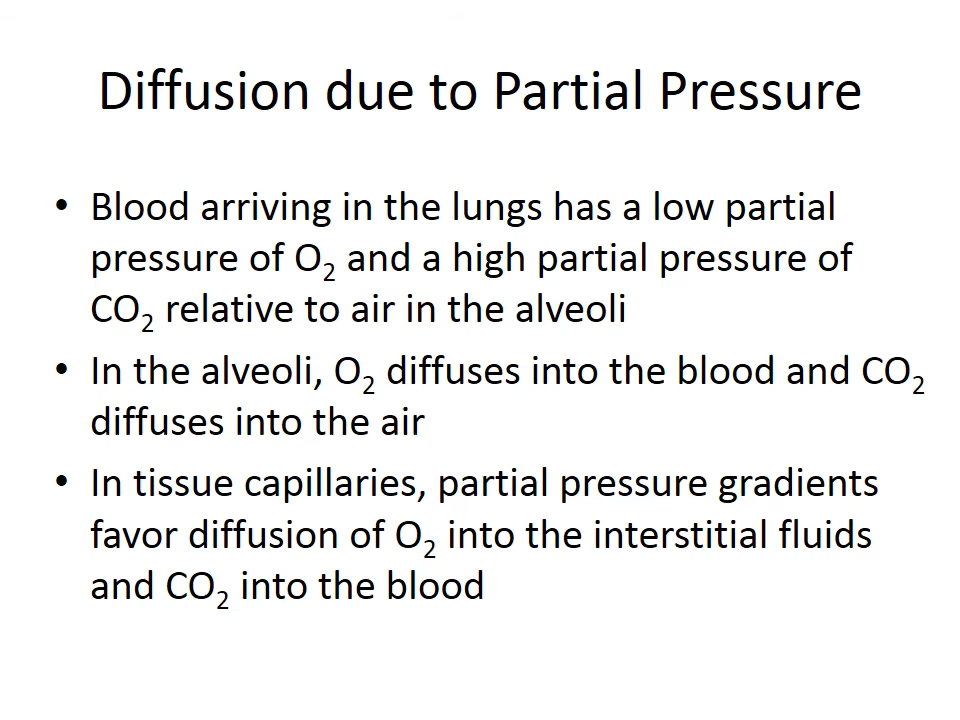 Diffusion due to Partial Pressure
• Blood arriving in the lungs has a low partial
pressure of O₂ and a high partial pressure of
CO₂ relative to air in the alveoli
• In the alveoli, O₂ diffuses into the blood and CO₂
diffuses into the air
• In tissue capillaries, partial pressure gradients
favor diffusion of O₂ into the interstitial fluids
and CO₂ into the blood